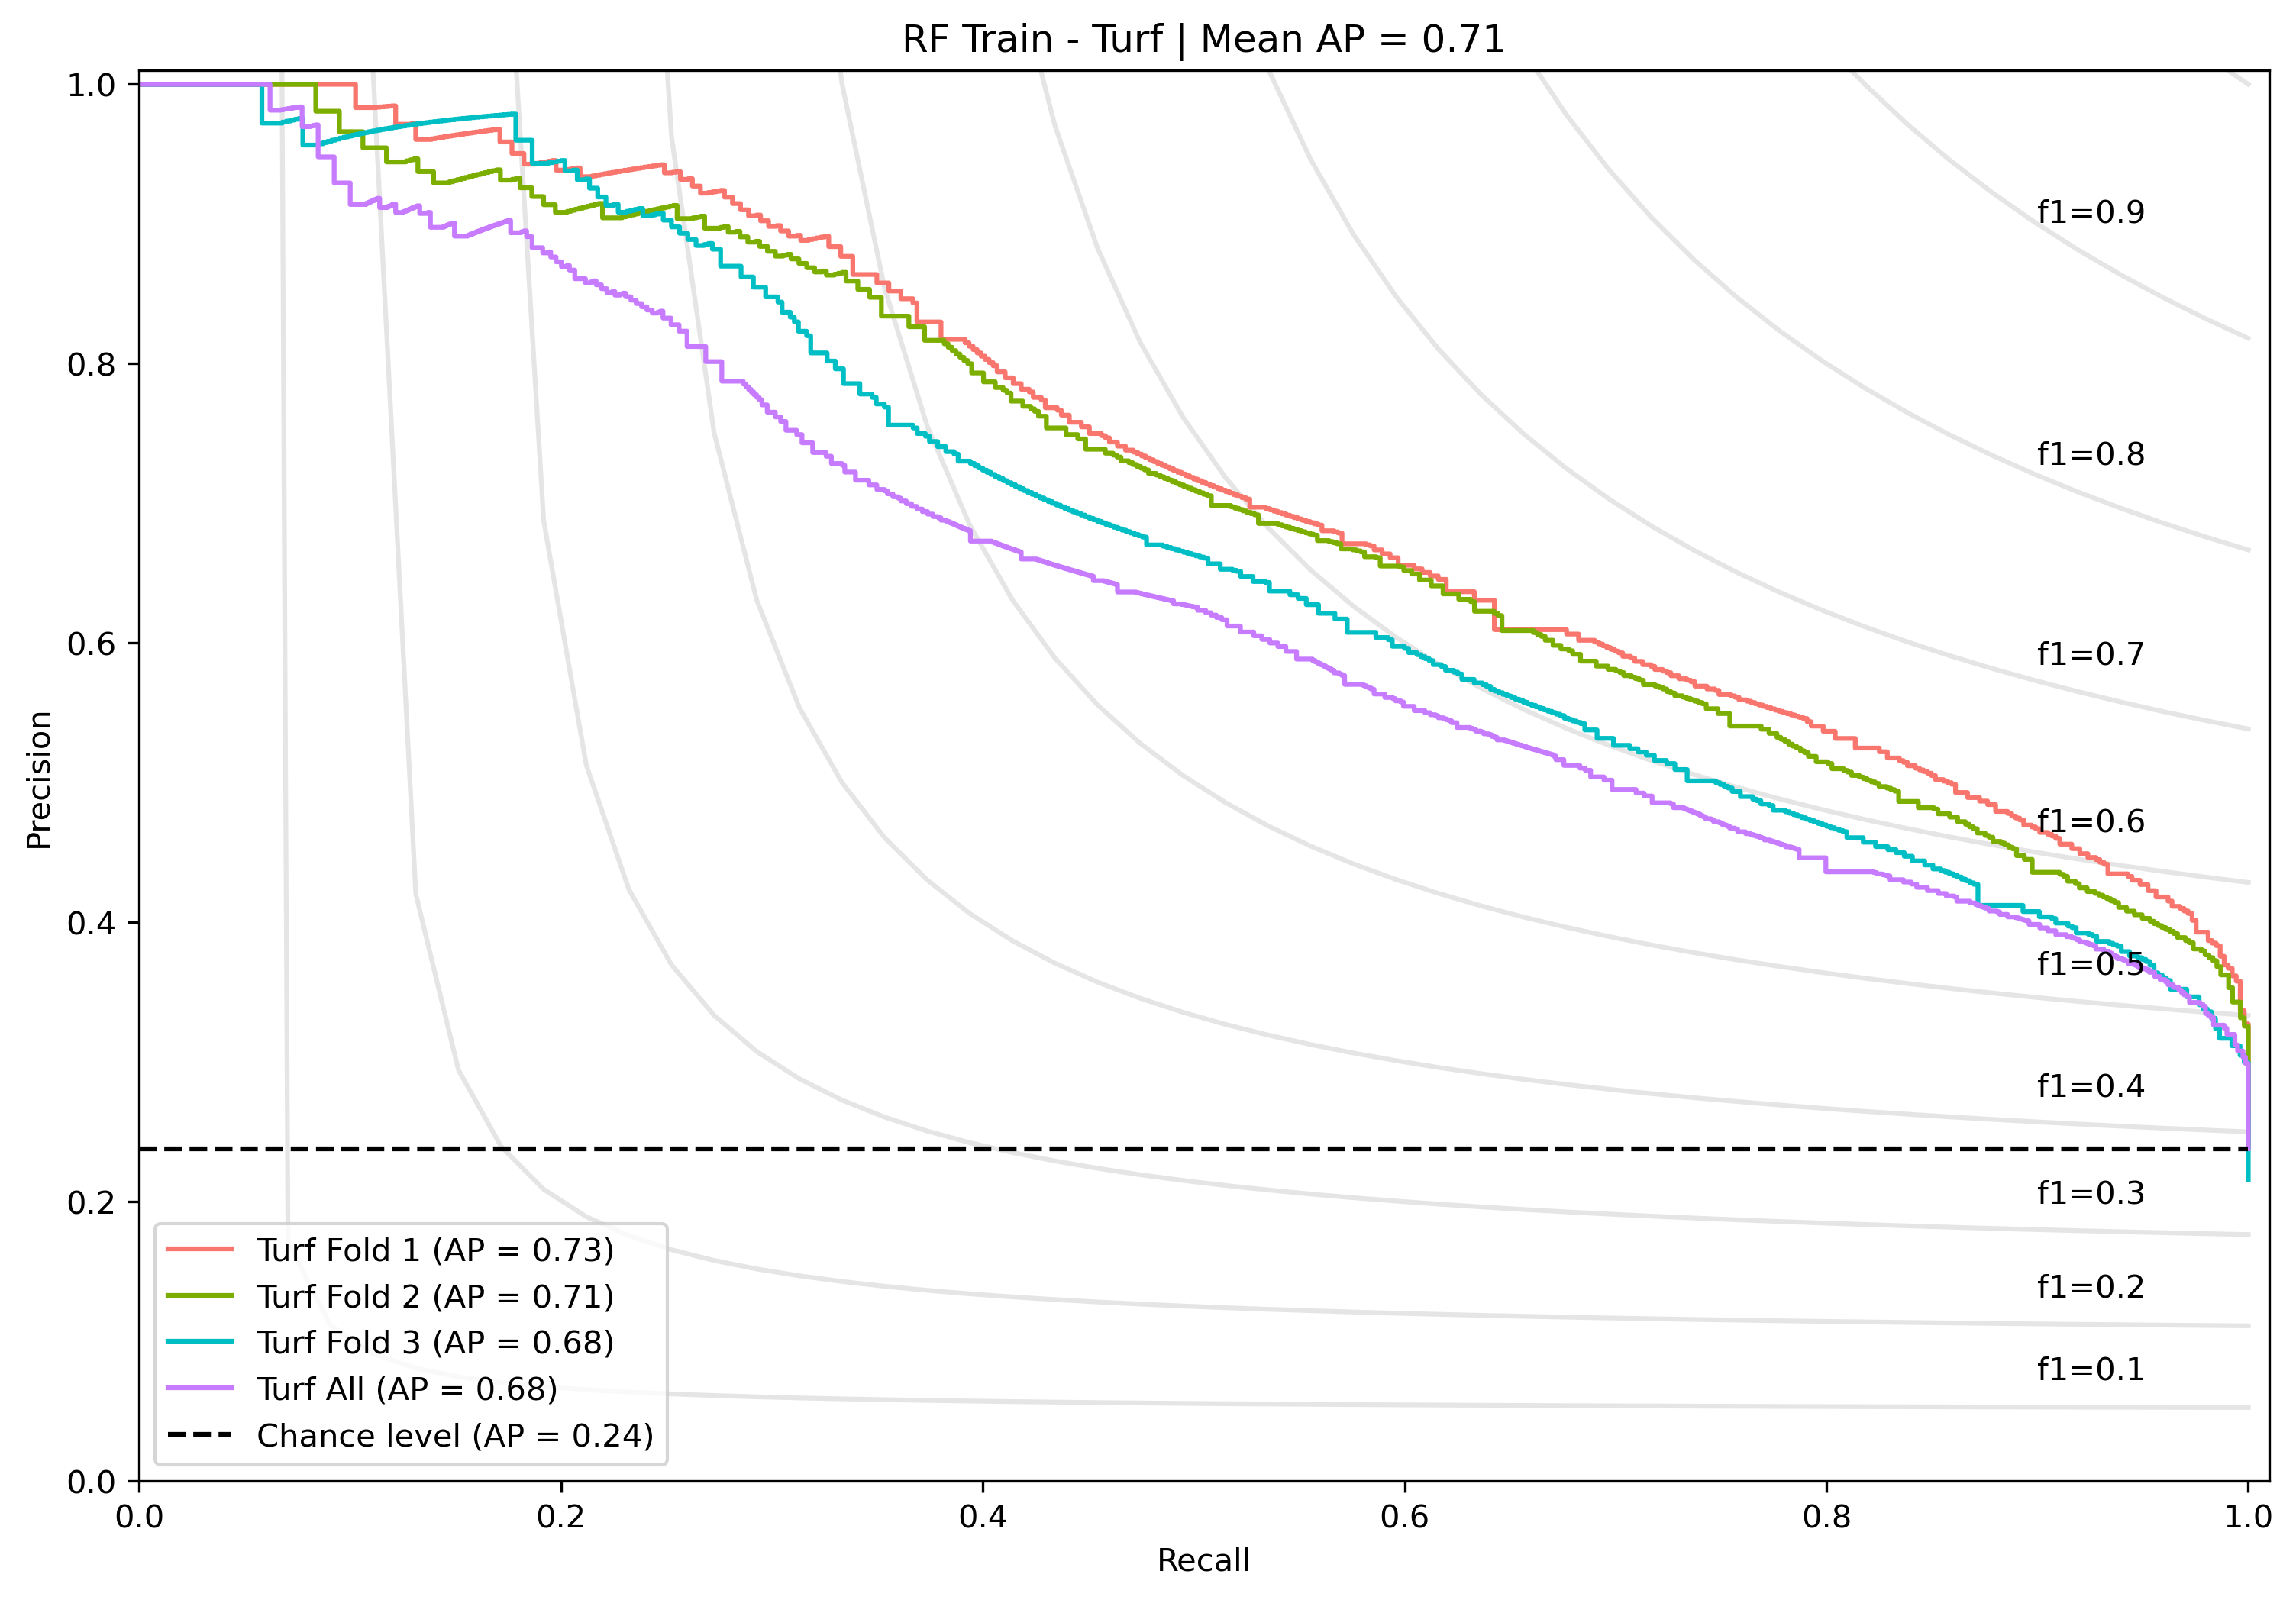 RF Train - Turf | Mean AP = 0.71
1.0
0.8
0.6
0.4
0.2
0.0
Precision
f1=0.9
f1=0.8
f1=0.7
f1=0.6
f1=0.5
f1=0.4
f1=0.3
f1=0.2
f1=0.1
Turf Fold 1 (AP = 0.73)
Turf Fold 2 (AP = 0.71)
Turf Fold 3 (AP = 0.68)
Turf All (AP = 0.68)
Chance level (AP = 0.24)
0.0 0.2 0.4 0.6 0.8 1.0
Recall